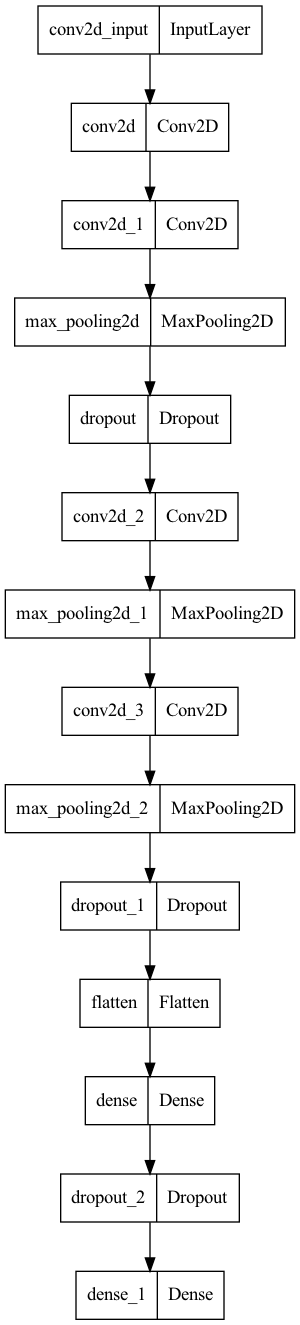 conv2d_input InputLayer
conv2d Conv2D
conv2d_1 Conv2D
max_pooling2d MaxPooling2D
dropout Dropout
conv2d_2 Conv2D
max_pooling2d_1 MaxPooling2D
conv2d_3 Conv2D
max_pooling2d_2 MaxPooling2D
dropout_1 Dropout
flatten Flatten
dense Dense
dropout_2 Dropout
dense_1 Dense